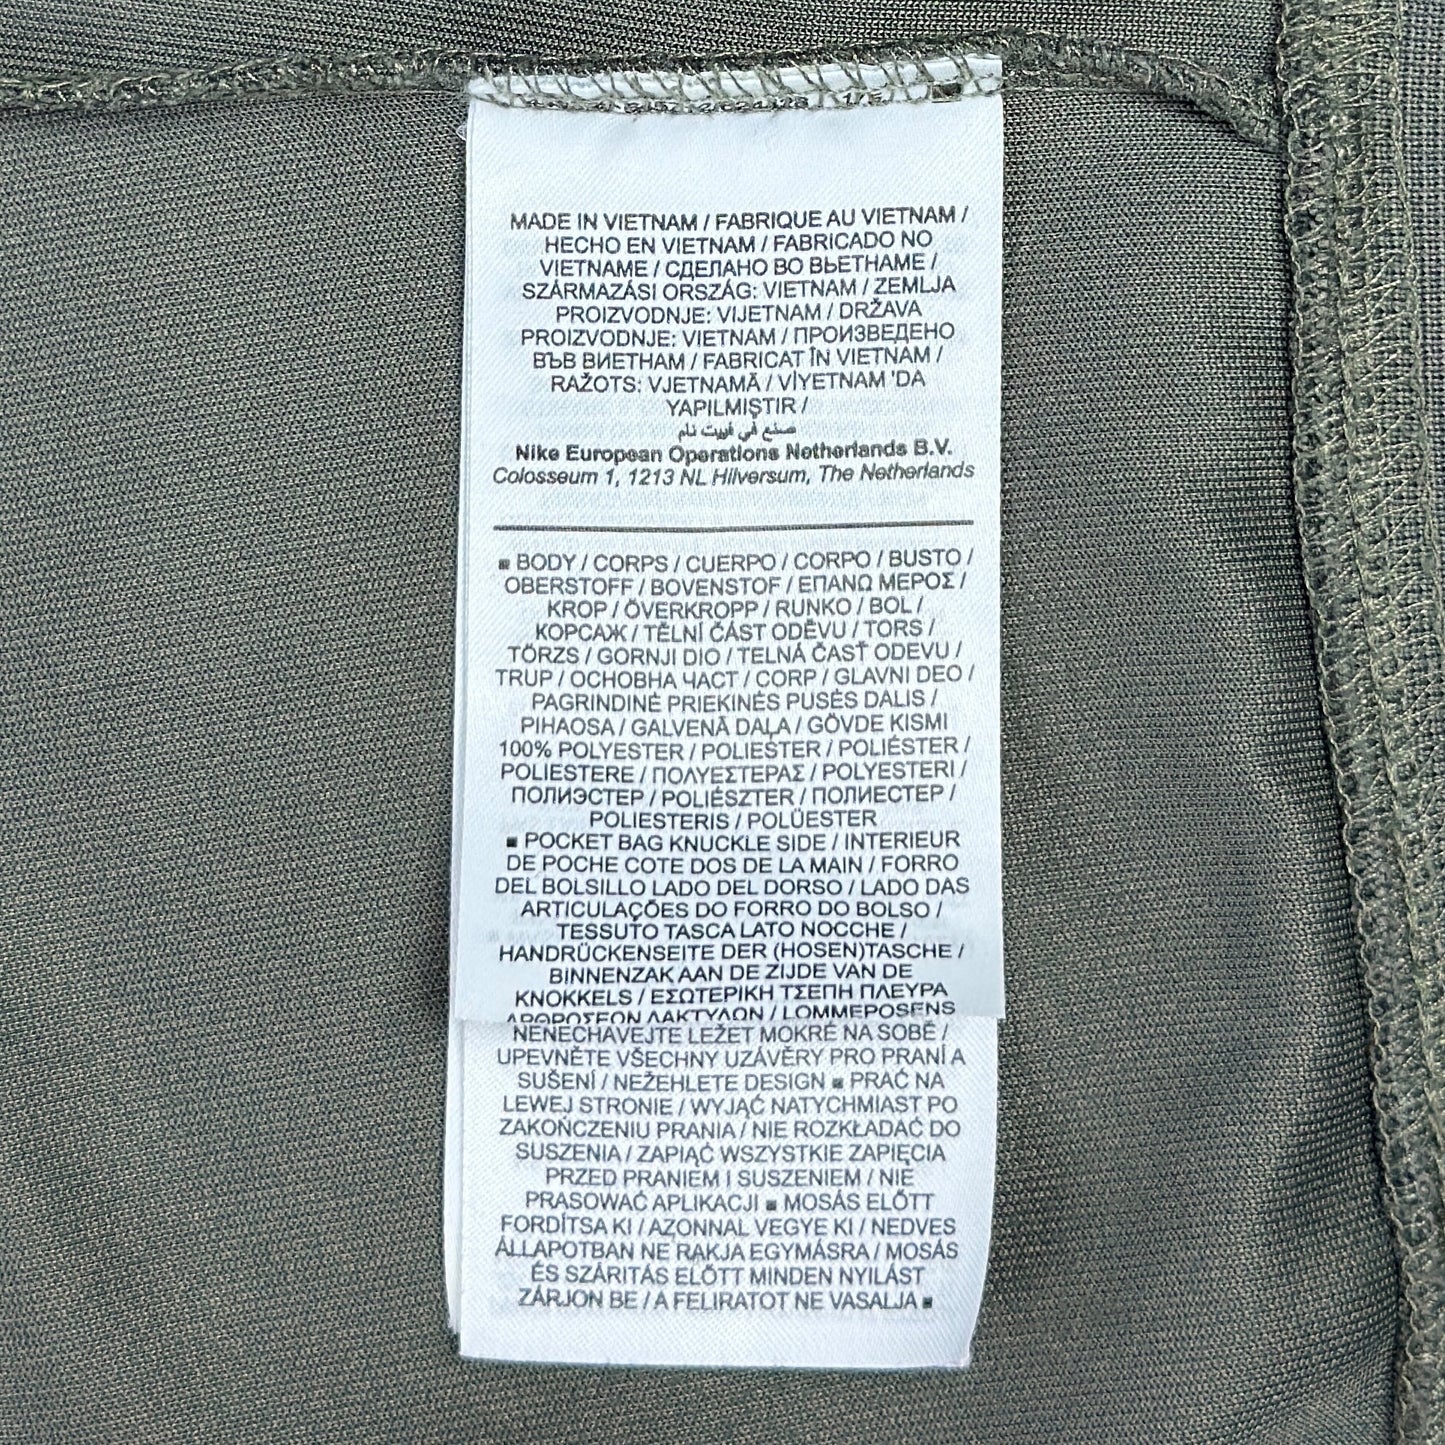 MADE IN VIETNAM / FABRIQUE AU VIETNAM /
HECHO EN VIETNAM / FABRICADO NO
VIETNAME / СДЕЛАНО ВО ВЬЕТНАМЕ /
SZÁRMAZÁSI ORSZÁG: VIETNAM / ZEMLJA
PROIZVODNJE: VIJETNAM / DRŽAVA
PROIZVODNJE: VIETNAM / ПРОИЗВЕДЕНО
ВЪВ ВИЕТНАМ / FABRICAT ÎN VIETNAM /
RAŽOTS: VJETNAMĀ / VİYETNAM 'DA
YAPILMIŞTIR /
صنع في فييت نام
Nike European Operations Netherlands B.V.
Colosseum 1, 1213 NL Hilversum, The Netherlands
■ BODY / CORPS / CUERPO / CORPO / BUSTO /
OBERSTOFF / BOVENSTOF / ΕΠΑΝΩ ΜΕΡΟΣ /
KROP / ÖVERKROPP / RUNKO / BOL /
КОРСАЖ / TĚLNÍ ČÁST ODĚVU / TORS /
TÖRZS / GORNJI DIO / TELNÁ ČASŤ ODEVU /
TRUP / ОСНОВНА ЧАСТ / CORP / GLAVNI DEO /
PAGRINDINĖ PRIEKINĖS PUSĖS DALIS /
PIHAOSA / GALVENĀ DAĻA / GÖVDE KISMI
100% POLYESTER / POLIESTER / POLIÉSTER /
POLIESTERE / ΠΟΛΥΕΣΤΕΡΑΣ / POLYESTERI /
ПОЛИЭСТЕР / POLIÉSZTER / ПОЛИЕСТЕР /
POLIESTERIS / POLÜESTER
■ POCKET BAG KNUCKLE SIDE / INTERIEUR
DE POCHE COTE DOS DE LA MAIN / FORRO
DEL BOLSILLO LADO DEL DORSO / LADO DAS
ARTICULAÇÕES DO FORRO DO BOLSO /
TESSUTO TASCA LATO NOCCHE /
HANDRÜCKENSEITE DER (HOSEN)TASCHE /
BINNENZAK AAN DE ZIJDE VAN DE
KNOKKELS / ΕΣΩΤΕΡΙΚΗ ΤΣΕΠΗ ΠΛΕΥΡΑ
ΑΡΘΡΩΣΕΩΝ ΔΑΚΤΥΛΩΝ / LOMMEPOSENS
NENECHÁVEJTE LEŽET MOKRÉ NA SOBĚ /
UPEVNĚTE VŠECHNY UZÁVĚRY PRO PRANÍ A
SUŠENÍ / NEŽEHLETE DESIGN ■ PRAĆ NA
LEWEJ STRONIE / WYJĄĆ NATYCHMIAST PO
ZAKOŃCZENIU PRANIA / NIE ROZKŁADAĆ DO
SUSZENIA / ZAPIĄĆ WSZYSTKIE ZAPIĘCIA
PRZED PRANIEM I SUSZENIEM / NIE
PRASOWAĆ APLIKACJI ■ MOSÁS ELŐTT
FORDÍTSA KI / AZONNAL VEGYE KI / NEDVES
ÁLLAPOTBAN NE RAKJA EGYMÁSRA / MOSÁS
ÉS SZÁRITÁS ELŐTT MINDEN NYILÁST
ZÁRJON BE / A FELIRATOT NE VASALJA ■